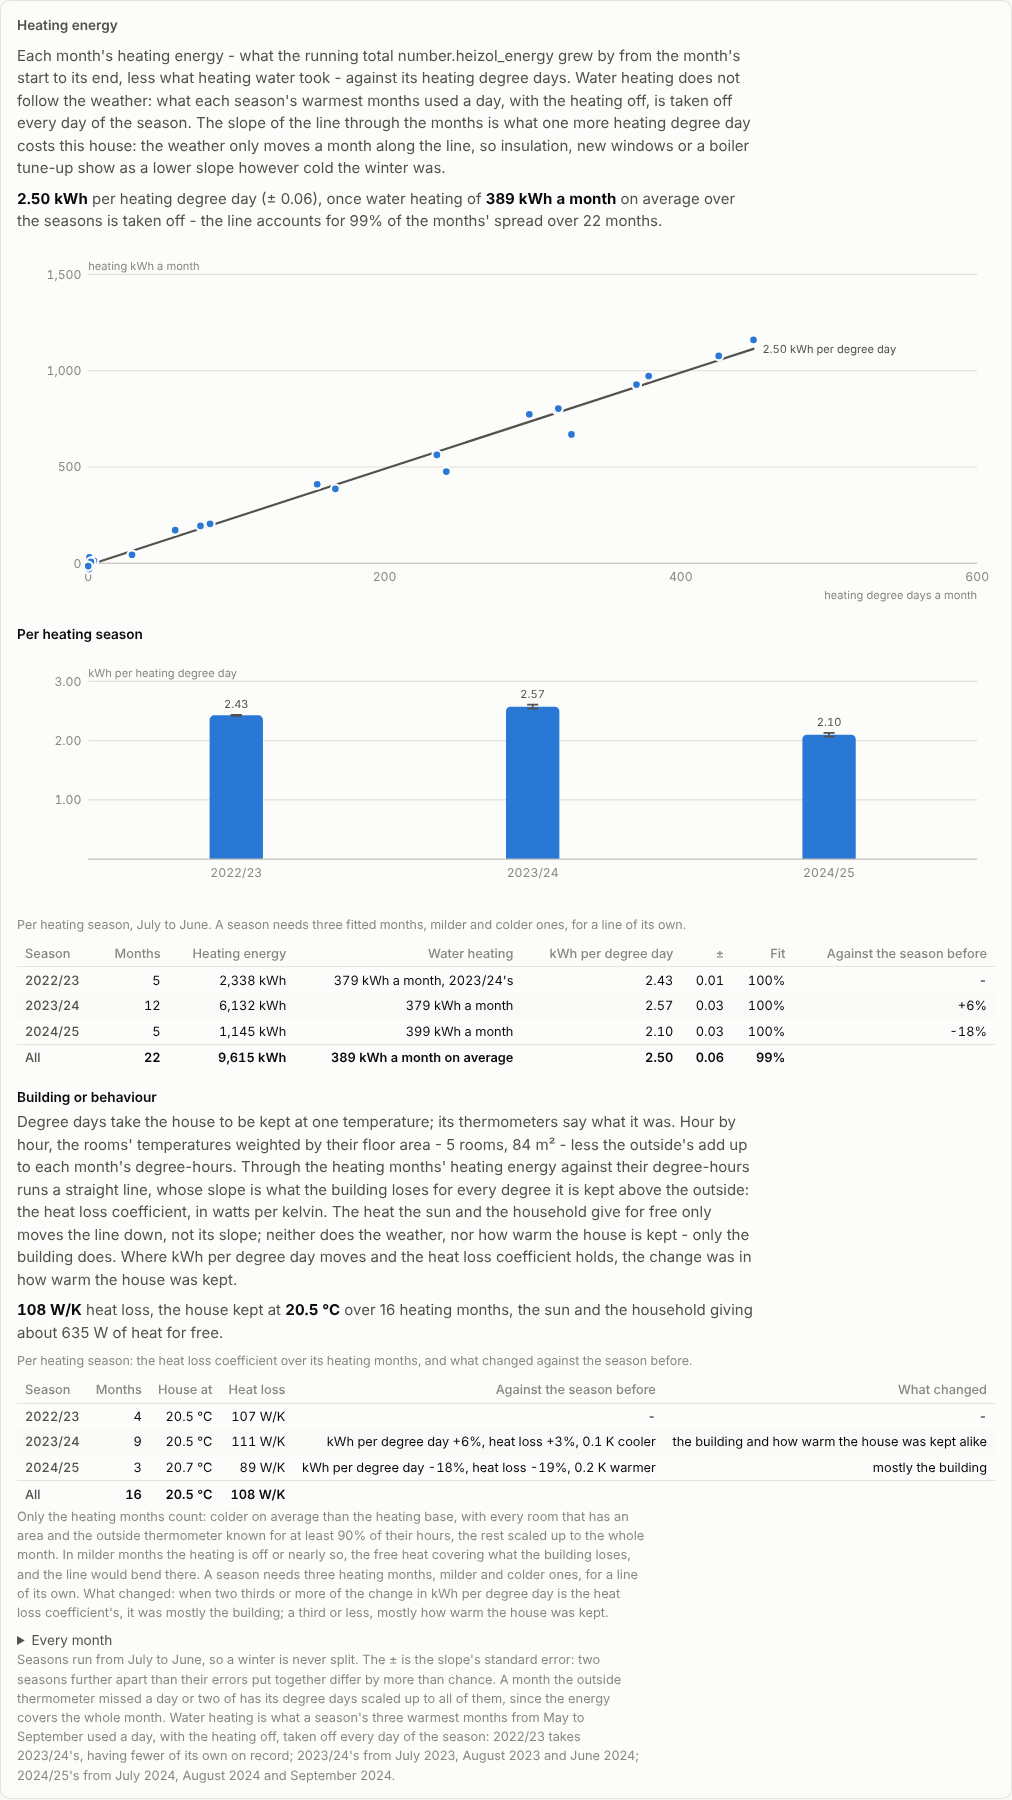 Heating energy
Each month's heating energy - what the running total number.heizol_energy grew by from the month's
start to its end, less what heating water took - against its heating degree days. Water heating does not
follow the weather: what each season's warmest months used a day, with the heating off, is taken off
every day of the season. The slope of the line through the months is what one more heating degree day
costs this house: the weather only moves a month along the line, so insulation, new windows or a boiler
tune-up show as a lower slope however cold the winter was.
2.50 kWh per heating degree day (± 0.06), once water heating of 389 kWh a month on average over
the seasons is taken off - the line accounts for 99% of the months' spread over 22 months.
heating kWh a month
1,500
1,000
500
0
2.50 kWh per degree day
0 200 400 600
heating degree days a month
Per heating season
kWh per heating degree day
3.00
2.00
1.00
2.43 2.57 2.10
2022/23 2023/24 2024/25
Per heating season, July to June. A season needs three fitted months, milder and colder ones, for a line of its own.
Season Months Heating energy Water heating kWh per degree day ± Fit Against the season before
2022/23 5 2,338 kWh 379 kWh a month, 2023/24's 2.43 0.01 100% -
2023/24 12 6,132 kWh 379 kWh a month 2.57 0.03 100% +6%
2024/25 5 1,145 kWh 399 kWh a month 2.10 0.03 100% -18%
All 22 9,615 kWh 389 kWh a month on average 2.50 0.06 99%
Building or behaviour
Degree days take the house to be kept at one temperature; its thermometers say what it was. Hour by
hour, the rooms' temperatures weighted by their floor area - 5 rooms, 84 m² - less the outside's add up
to each month's degree-hours. Through the heating months' heating energy against their degree-hours
runs a straight line, whose slope is what the building loses for every degree it is kept above the outside:
the heat loss coefficient, in watts per kelvin. The heat the sun and the household give for free only
moves the line down, not its slope; neither does the weather, nor how warm the house is kept - only the
building does. Where kWh per degree day moves and the heat loss coefficient holds, the change was in
how warm the house was kept.
108 W/K heat loss, the house kept at 20.5 °C over 16 heating months, the sun and the household giving
about 635 W of heat for free.
Per heating season: the heat loss coefficient over its heating months, and what changed against the season before.
Season Months House at Heat loss Against the season before What changed
2022/23 4 20.5 °C 107 W/K - -
2023/24 9 20.5 °C 111 W/K kWh per degree day +6%, heat loss +3%, 0.1 K cooler the building and how warm the house was kept alike
2024/25 3 20.7 °C 89 W/K kWh per degree day -18%, heat loss -19%, 0.2 K warmer mostly the building
All 16 20.5 °C 108 W/K
Only the heating months count: colder on average than the heating base, with every room that has an
area and the outside thermometer known for at least 90% of their hours, the rest scaled up to the whole
month. In milder months the heating is off or nearly so, the free heat covering what the building loses,
and the line would bend there. A season needs three heating months, milder and colder ones, for a line
of its own. What changed: when two thirds or more of the change in kWh per degree day is the heat
loss coefficient's, it was mostly the building; a third or less, mostly how warm the house was kept.
▶ Every month
Seasons run from July to June, so a winter is never split. The ± is the slope's standard error: two
seasons further apart than their errors put together differ by more than chance. A month the outside
thermometer missed a day or two of has its degree days scaled up to all of them, since the energy
covers the whole month. Water heating is what a season's three warmest months from May to
September used a day, with the heating off, taken off every day of the season: 2022/23 takes
2023/24's, having fewer of its own on record; 2023/24's from July 2023, August 2023 and June 2024;
2024/25's from July 2024, August 2024 and September 2024.